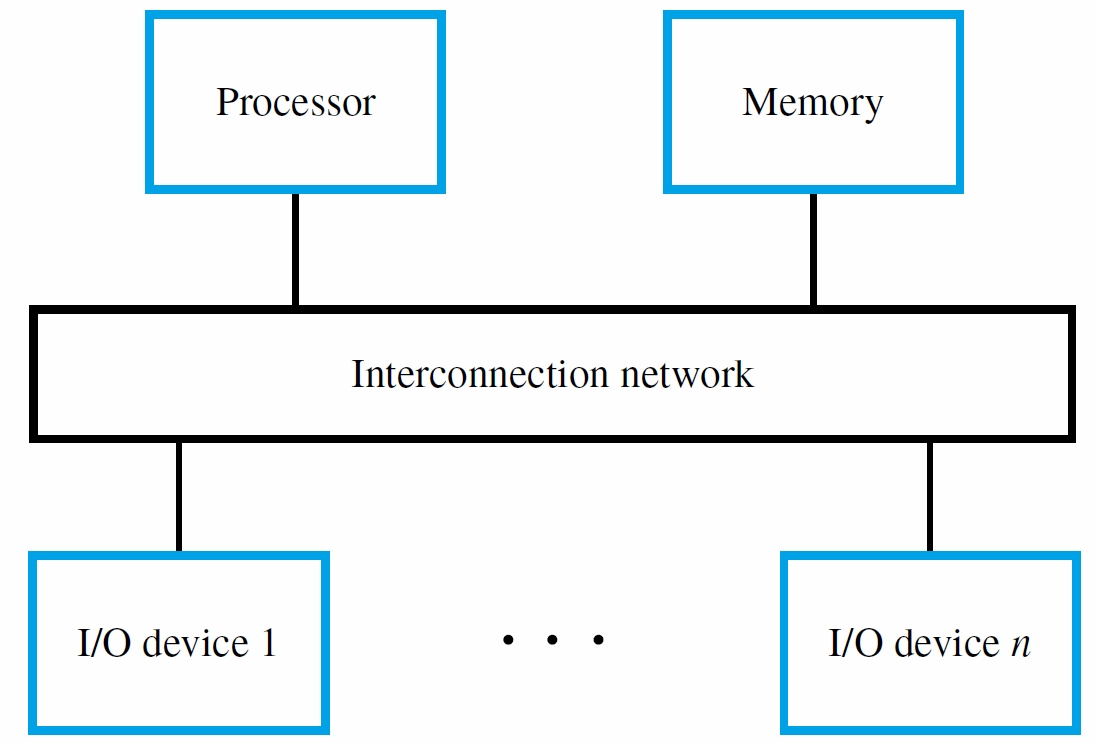 Processor
Memory
Interconnection network
I/O device 1
. . .
I/O device n